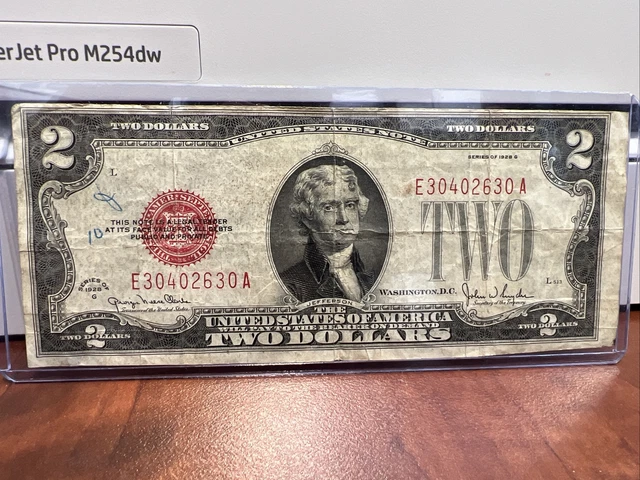 erJet Pro M254dw
2
TWO DOLLARS
UNITED STATES NOTE
TWO DOLLARS
2
SERIES OF 1928 G
L
E30402630A
10
THIS NOTE IS A LEGAL TENDER
AT ITS FACE VALUE FOR ALL DEBTS
PUBLIC AND PRIVATE
TWO
E30402630A
WASHINGTON, D.C.
SERIES OF
1928
G
JEFFERSON
THE
UNITED STATES OF AMERICA
WILL PAY TO THE BEARER ON DEMAND
TWO DOLLARS
TWO DOLLARS
2
TWO DOLLARS
2